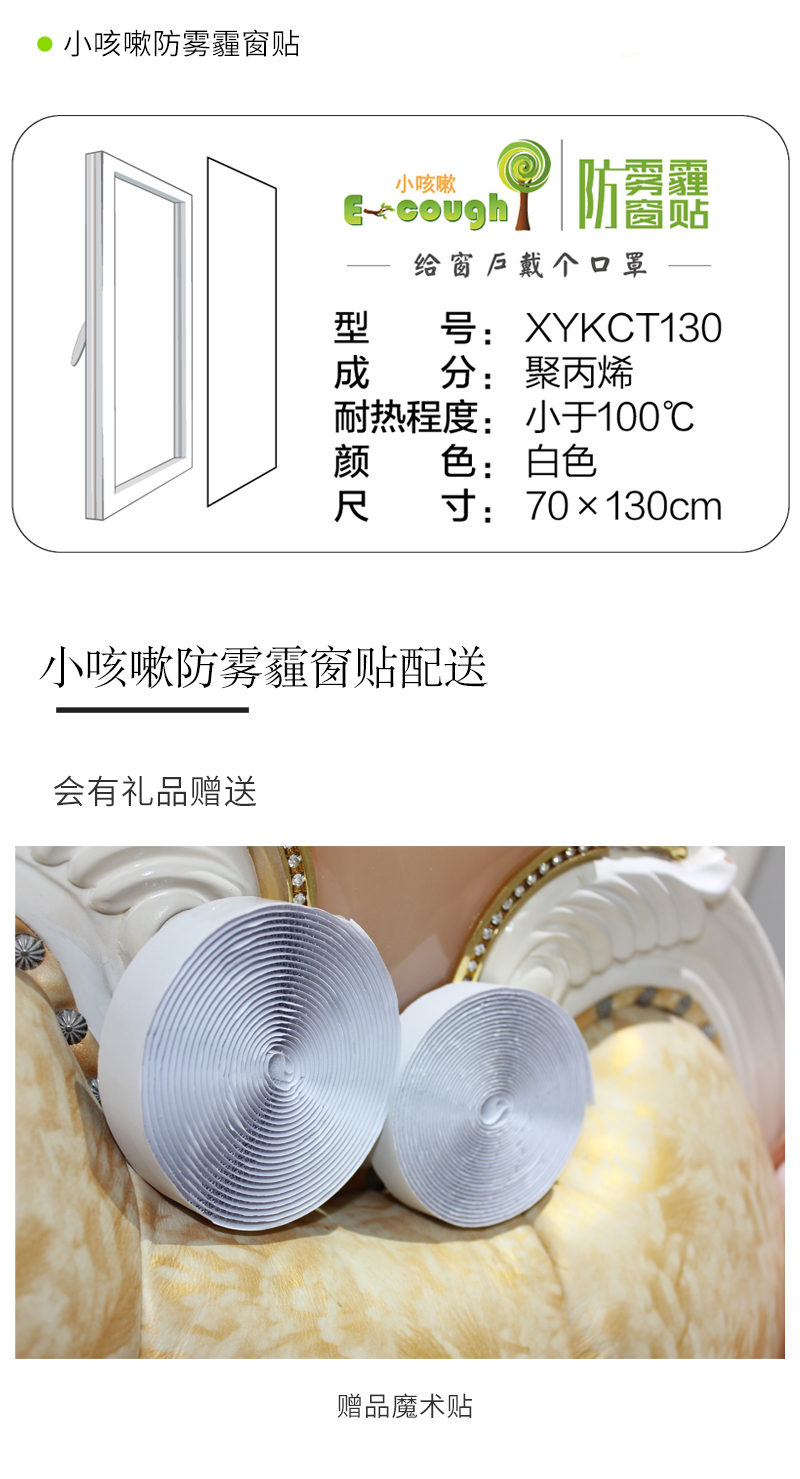 小咳嗽防雾霾窗贴
小咳嗽
E-cough
防雾霾
窗贴
给窗户戴个口罩
型号：XYKCT130
成分：聚丙烯
耐热程度：小于100℃
颜色：白色
尺寸：70×130cm
小咳嗽防雾霾窗贴配送
会有礼品赠送
赠品魔术贴